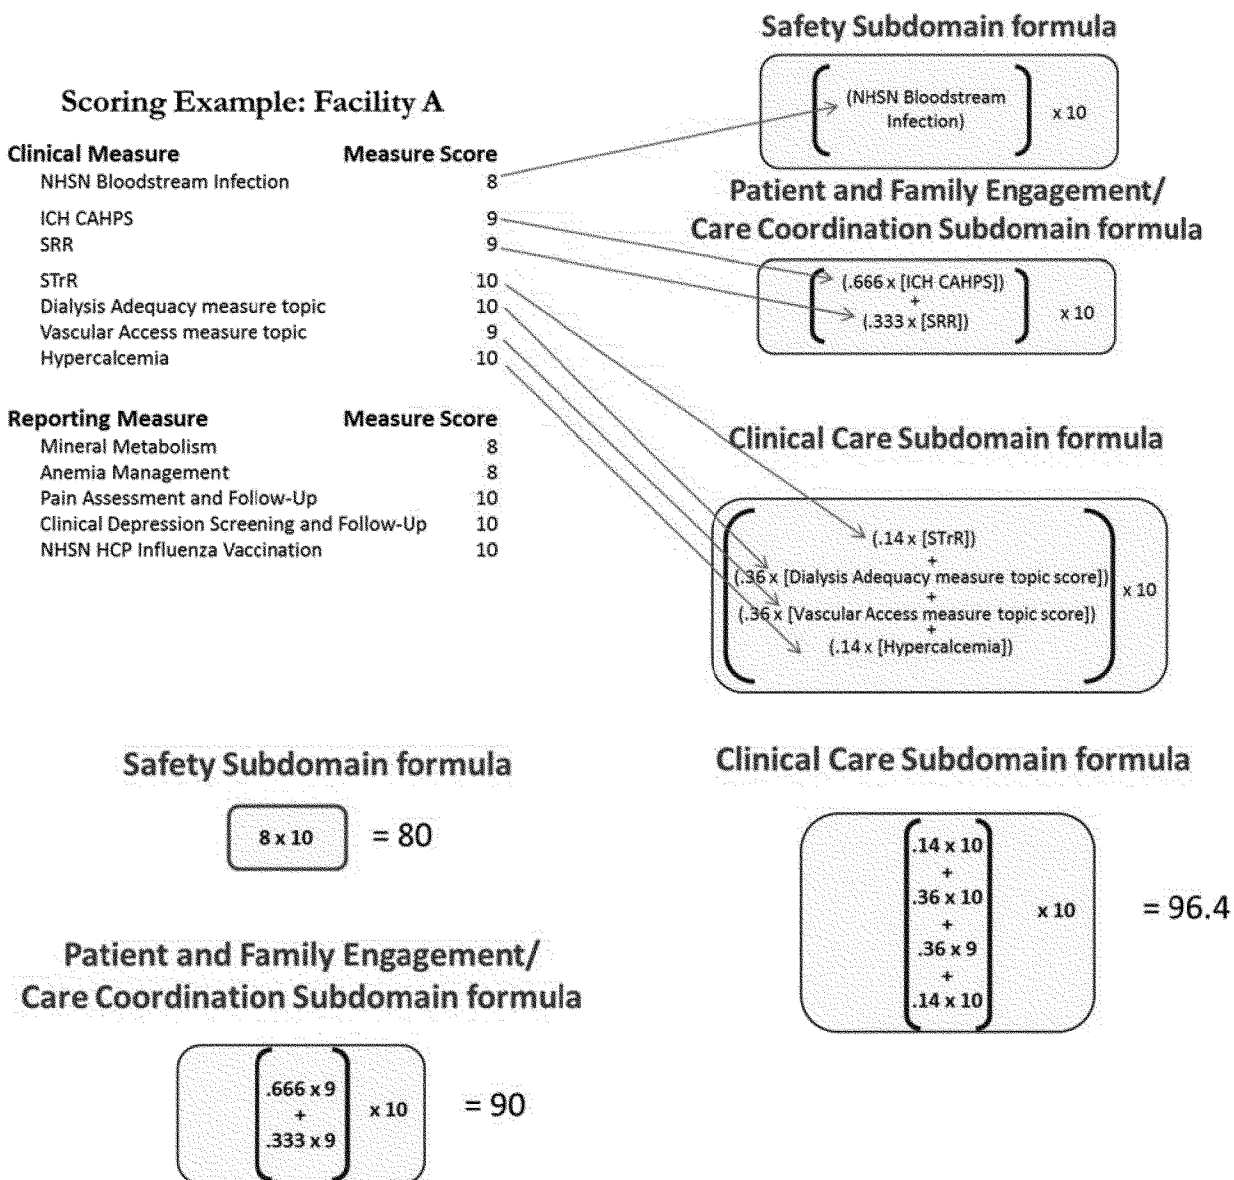 Scoring Example: Facility A
Clinical Measure Measure Score
NHSN Bloodstream Infection 8
ICH CAHPS 9
SRR 9
STrR 10
Dialysis Adequacy measure topic 10
Vascular Access measure topic 9
Hypercalcemia 10
Reporting Measure Measure Score
Mineral Metabolism 8
Anemia Management 8
Pain Assessment and Follow-Up 10
Clinical Depression Screening and Follow-Up 10
NHSN HCP Influenza Vaccination 10
Safety Subdomain formula
(NHSN Bloodstream
Infection)
x 10
Patient and Family Engagement/
Care Coordination Subdomain formula
(.666 x [ICH CAHPS])
+
(.333 x [SRR])
x 10
Clinical Care Subdomain formula
(.14 x [STrR])
+
(.36 x [Dialysis Adequacy measure topic score])
+
(.36 x [Vascular Access measure topic score])
+
(.14 x [Hypercalcemia])
x 10
Safety Subdomain formula
8 x 10 = 80
Patient and Family Engagement/
Care Coordination Subdomain formula
.666 x 9
+
.333 x 9
x 10 = 90
Clinical Care Subdomain formula
.14 x 10
+
.36 x 10
+
.36 x 9
+
.14 x 10
x 10 = 96.4